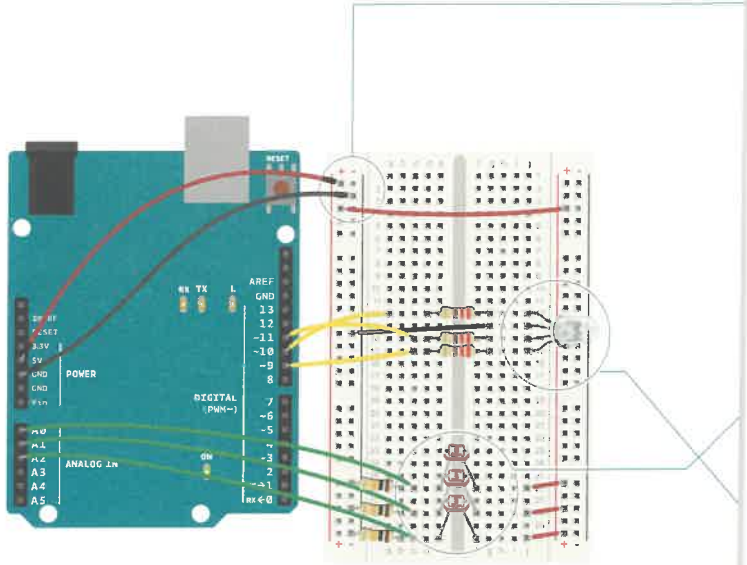 RESET
RX TX L
AREF
GND
13
12
~11
~10
~9
8
RESET
3.3V
5V
GND
GND
Vin
POWER
DIGITAL
(PWM~)
7
~6
~5
4
~3
2
TX→1
RX←0
ON
A0
A1
A2
A3
A4
A5
ANALOG IN
+ -
+ -
+ -
+ -